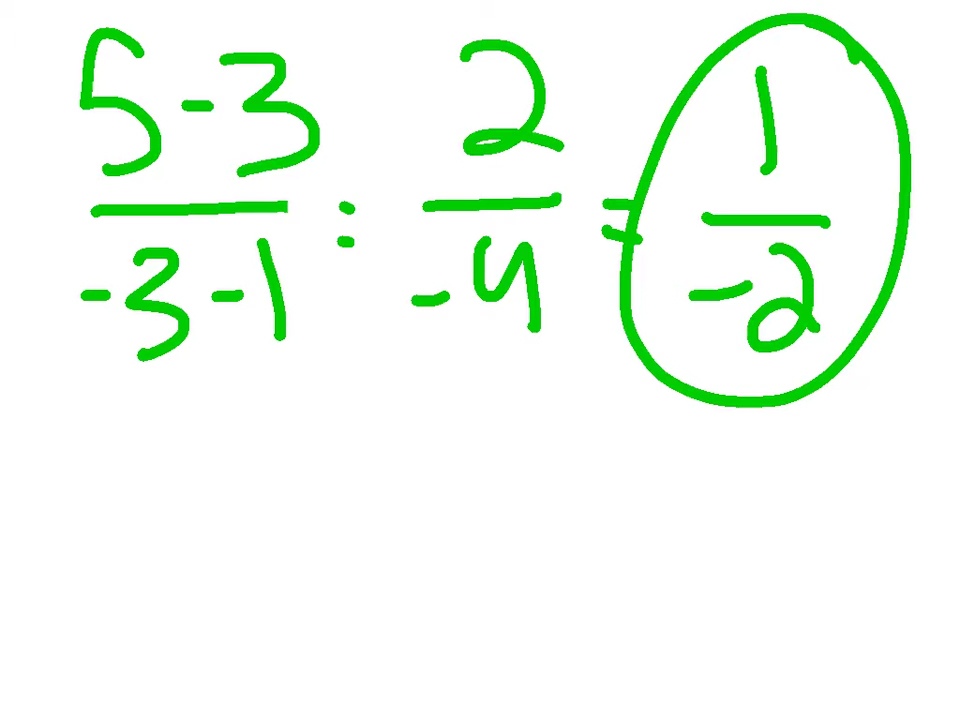 5-3/-3-1 = 2/-4 = 1/-2